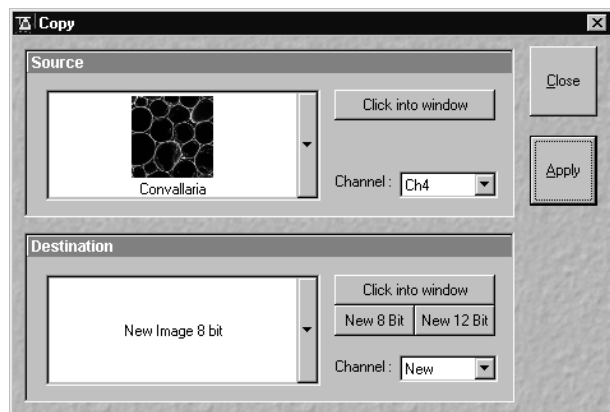 Copy
Source
Convallaria
Click into window
Channel : Ch4
Close
Apply
Destination
New Image 8 bit
Click into window
New 8 Bit New 12 Bit
Channel : New